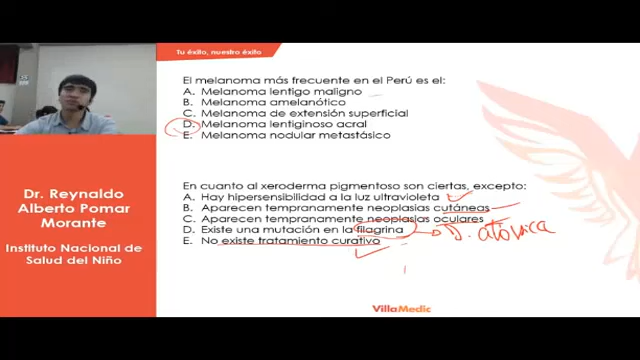 Tu éxito, nuestro éxito
El melanoma más frecuente en el Perú es el:
A. Melanoma lentigo maligno
B. Melanoma amelanótico
C. Melanoma de extensión superficial
D. Melanoma lentiginoso acral
E. Melanoma nodular metastásico
En cuanto al xeroderma pigmentoso son ciertas, excepto:
A. Hay hipersensibilidad a la luz ultravioleta
B. Aparecen tempranamente neoplasias cutáneas
C. Aparecen tempranamente neoplasias oculares
D. Existe una mutación en la filagrina
D. atópica
E. No existe tratamiento curativo
Dr. Reynaldo
Alberto Pomar
Morante
Instituto Nacional de
Salud del Niño
VillaMedic